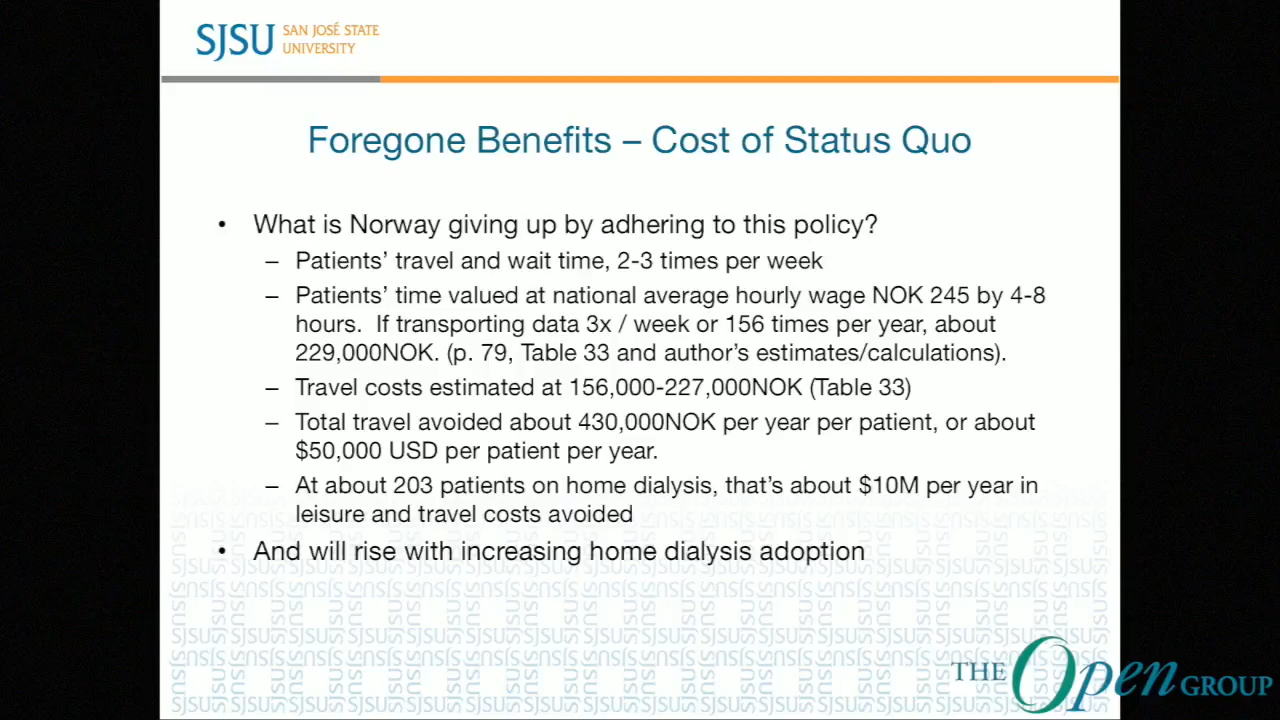 SJSU SAN JOSÉ STATE
UNIVERSITY
Foregone Benefits – Cost of Status Quo
• What is Norway giving up by adhering to this policy?
– Patients’ travel and wait time, 2-3 times per week
– Patients’ time valued at national average hourly wage NOK 245 by 4-8
hours.  If transporting data 3x / week or 156 times per year, about
229,000NOK. (p. 79, Table 33 and author’s estimates/calculations).
– Travel costs estimated at 156,000-227,000NOK (Table 33)
– Total travel avoided about 430,000NOK per year per patient, or about
$50,000 USD per patient per year.
– At about 203 patients on home dialysis, that’s about $10M per year in
leisure and travel costs avoided
• And will rise with increasing home dialysis adoption
THE Open GROUP